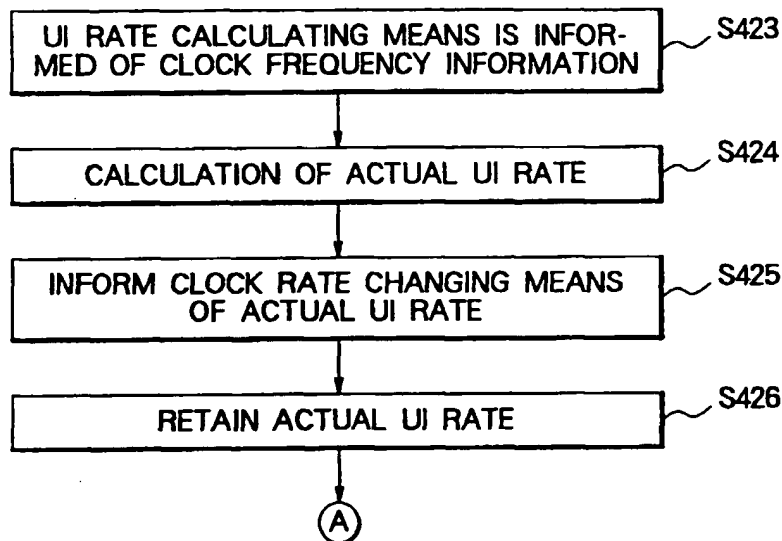 UI RATE CALCULATING MEANS IS INFOR-
MED OF CLOCK FREQUENCY INFORMATION
S423
CALCULATION OF ACTUAL UI RATE
S424
INFORM CLOCK RATE CHANGING MEANS
OF ACTUAL UI RATE
S425
RETAIN ACTUAL UI RATE
S426
A